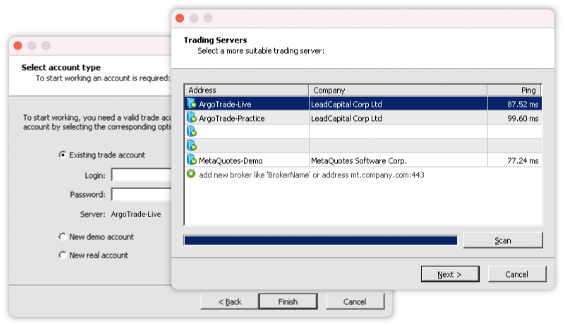 Select account type
To start working an account is required:
To start working, you need a valid trade acc
account by selecting the corresponding optio
Existing trade account
Login:
Password:
Server: ArgoTrade-Live
New demo account
New real account
< Back Finish Cancel
Trading Servers
Select a more suitable trading server:
Address Company Ping
ArgoTrade-Live LeadCapital Corp Ltd 87.52 ms
ArgoTrade-Practice LeadCapital Corp Ltd 99.60 ms
MetaQuotes-Demo MetaQuotes Software Corp. 77.24 ms
add new broker like 'BrokerName' or address mt.company.com:443
Scan
Next > Cancel